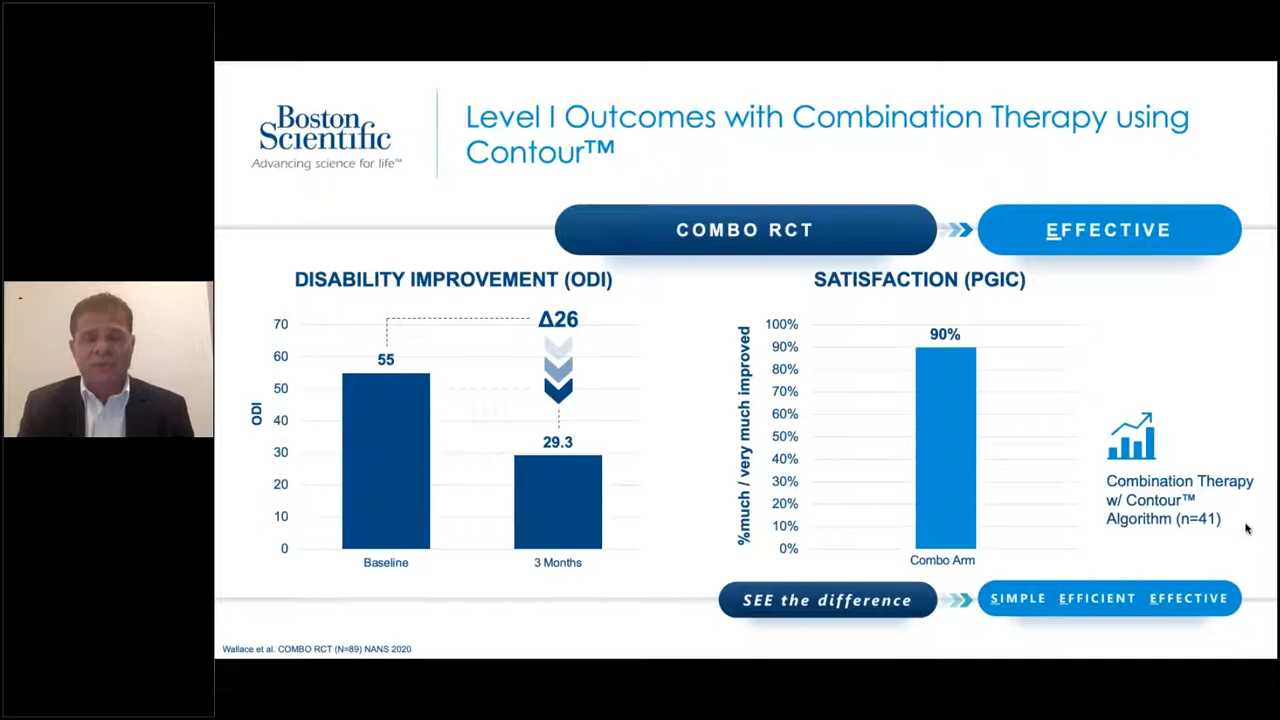 Boston
Scientific
Advancing science for life™
Level I Outcomes with Combination Therapy using
Contour™
COMBO RCT
EFFECTIVE
DISABILITY IMPROVEMENT (ODI)
70
60
50
40
30
20
10
0
ODI
55
Δ26
29.3
Baseline
3 Months
SATISFACTION (PGIC)
100%
90%
80%
70%
60%
50%
40%
30%
20%
10%
0%
%much / very much improved
90%
Combo Arm
Combination Therapy
w/ Contour™
Algorithm (n=41)
SEE the difference
SIMPLE EFFICIENT EFFECTIVE
Wallace et al. COMBO RCT (N=89) NANS 2020